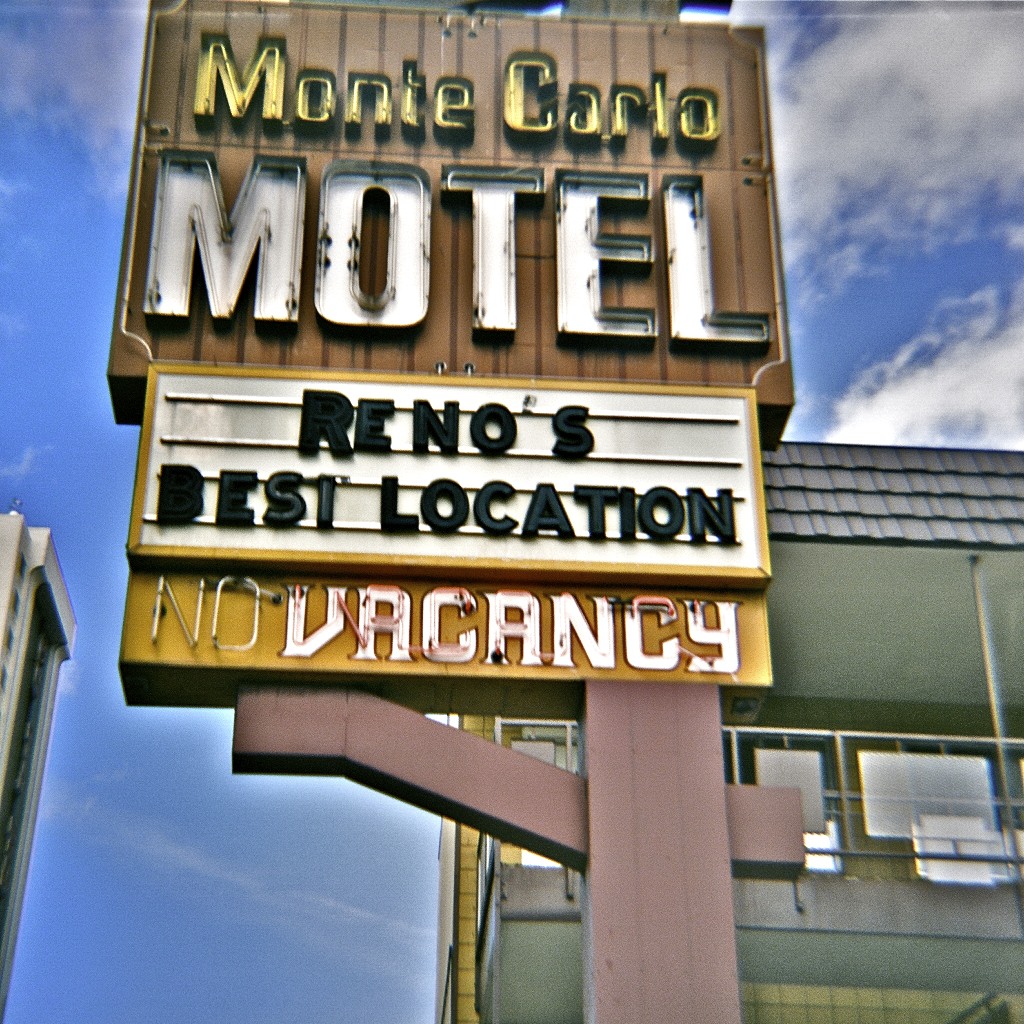 Monte Carlo
MOTEL
RENO'S
BEST LOCATION
NO VACANCY